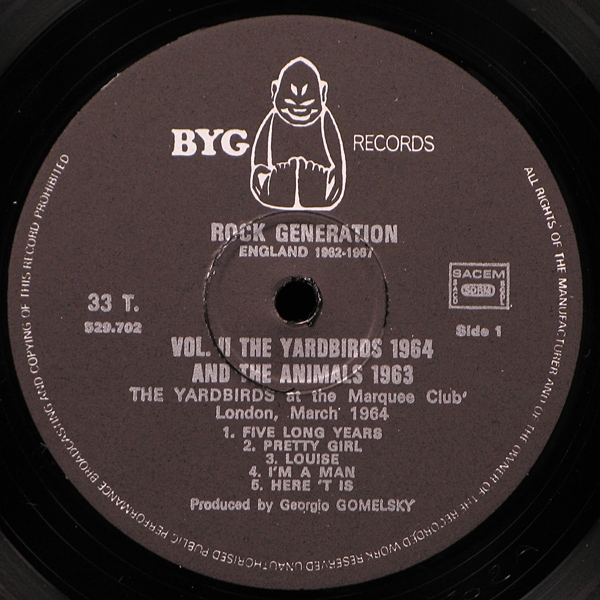 BYG RECORDS
ROCK GENERATION
ENGLAND 1962-1967
33 T.
529.702
SACEM
SACD SDRM SGDL
Side 1
VOL. II THE YARDBIRDS 1964
AND THE ANIMALS 1963
THE YARDBIRDS at the Marquee Club'
London, March 1964
1. FIVE LONG YEARS
2. PRETTY GIRL
3. LOUISE
4. I'M A MAN
5. HERE 'T IS
Produced by Georgio GOMELSKY
ALL RIGHTS OF THE MANUFACTURER AND OF THE OWNER OF THE RECORDED WORK RESERVED UNAUTHORISED PUBLIC PERFORMANCE BROADCASTING AND COPYING OF THIS RECORD PROHIBITED